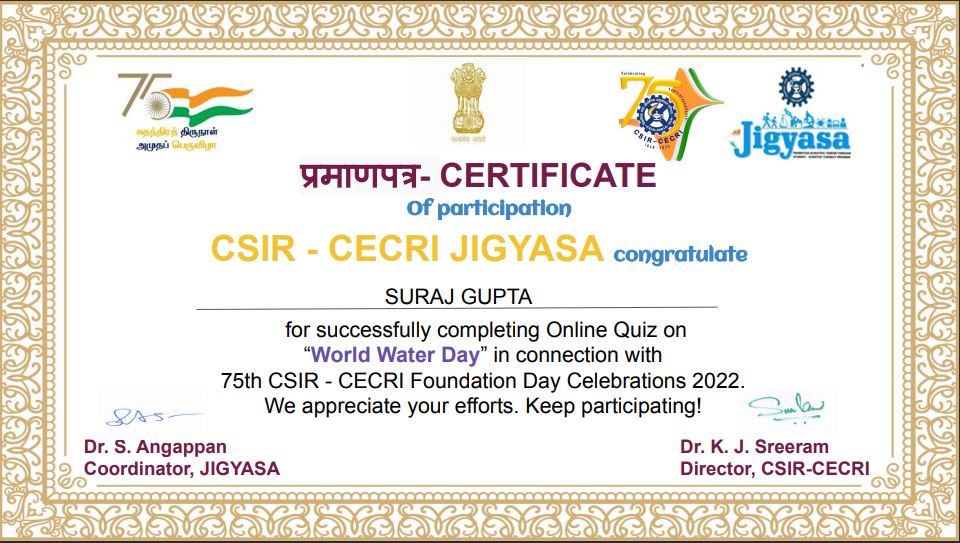 75
சுதந்திரத் திருநாள்
அமுதப் பெருவிழா
सत्यमेव जयते
Celebrating
75
CSIR-CECRI
Jigyasa
प्रमाणपत्र- CERTIFICATE
Of participation
CSIR - CECRI JIGYASA congratulate
SURAJ GUPTA
for successfully completing Online Quiz on
“World Water Day” in connection with
75th CSIR - CECRI Foundation Day Celebrations 2022.
We appreciate your efforts. Keep participating!
Dr. S. Angappan
Coordinator, JIGYASA
Dr. K. J. Sreeram
Director, CSIR-CECRI